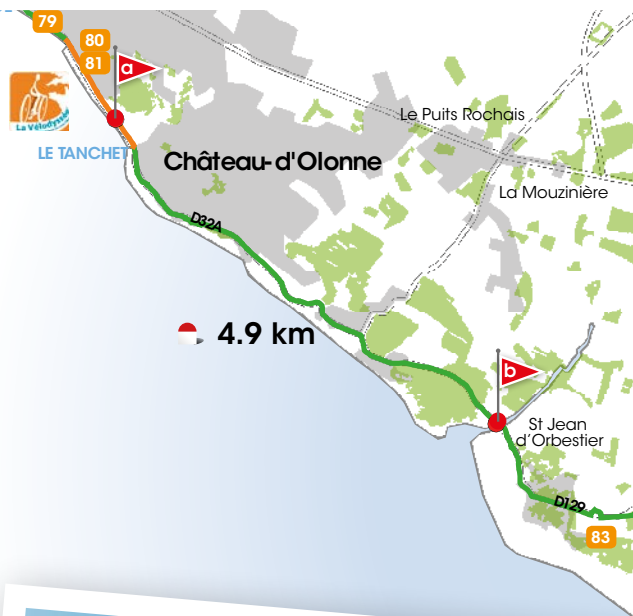 79
80
81
a
La Vélodyssée
LE TANCHET
Château-d'Olonne
Le Puits Rochais
La Mouzinière
D32A
4.9 km
b
St Jean
d'Orbestier
D129
83